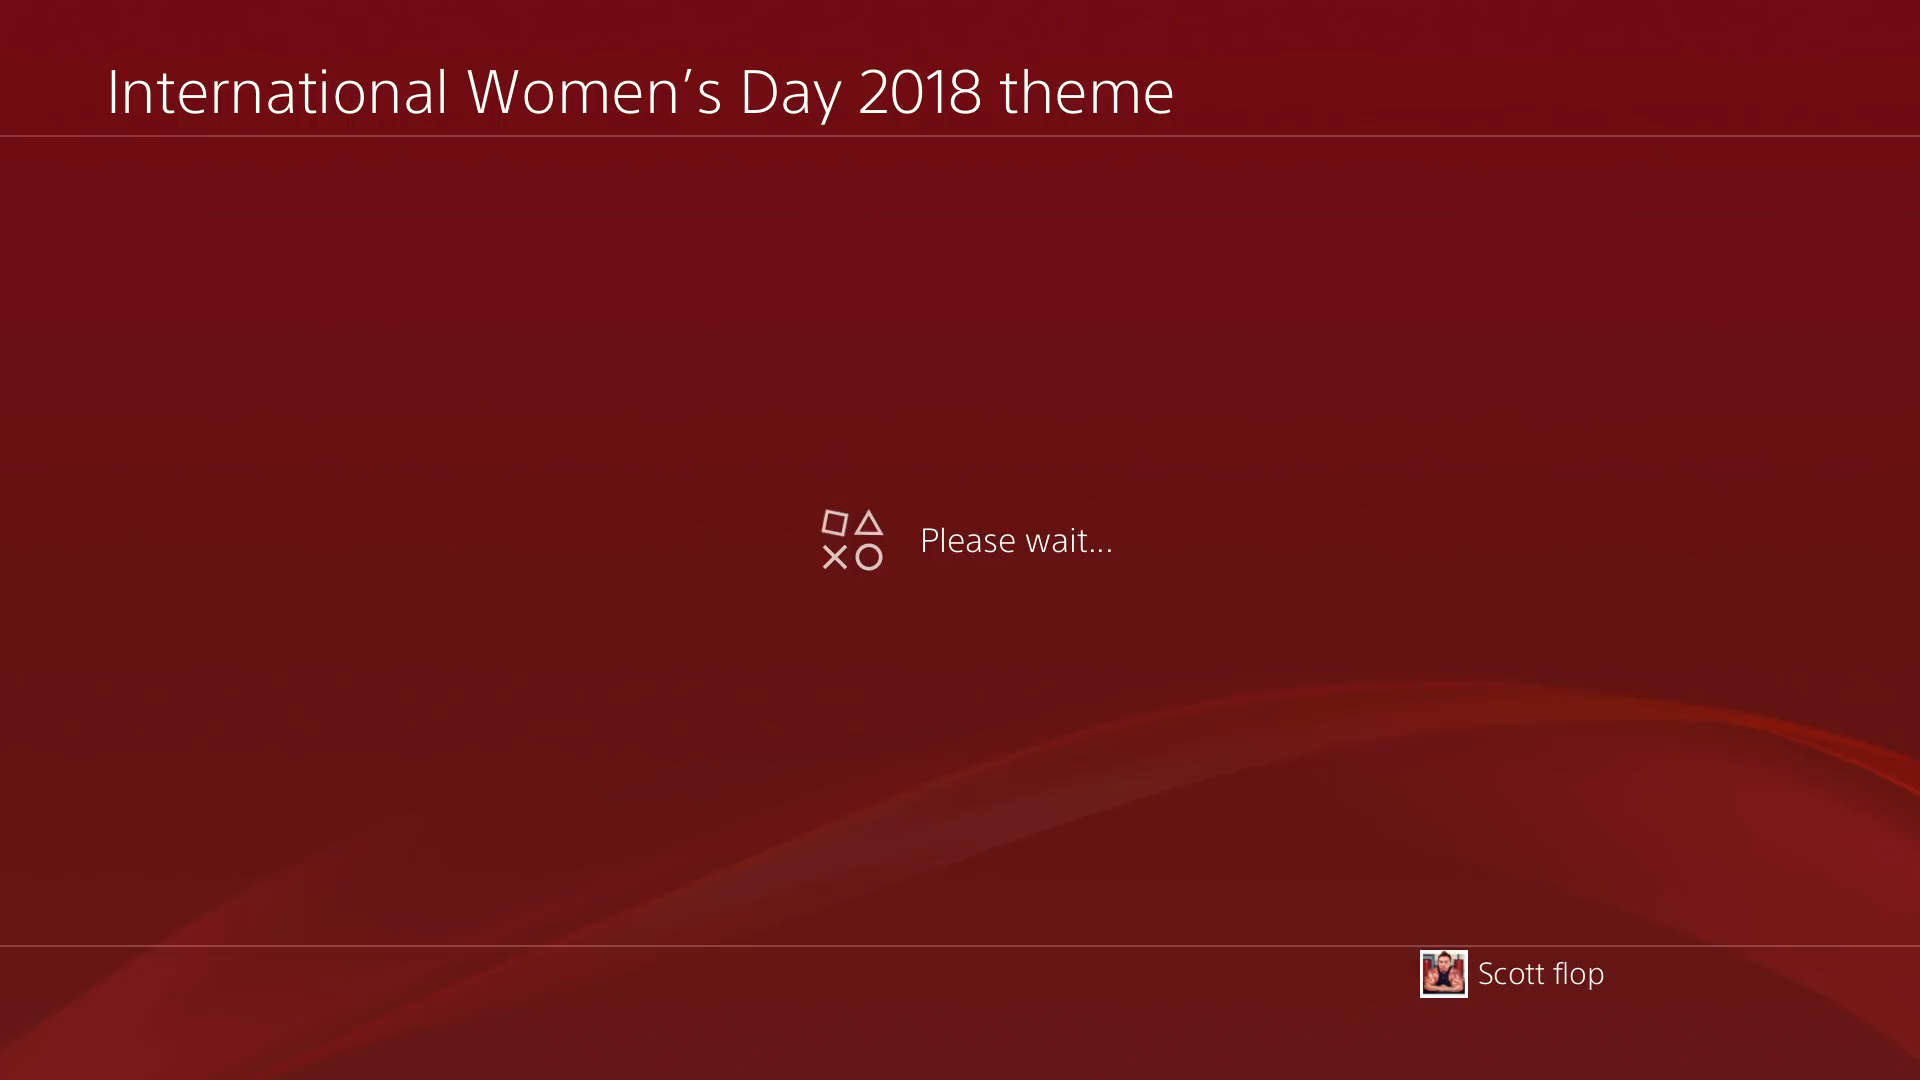 International Women’s Day 2018 theme
Please wait...
Scott flop